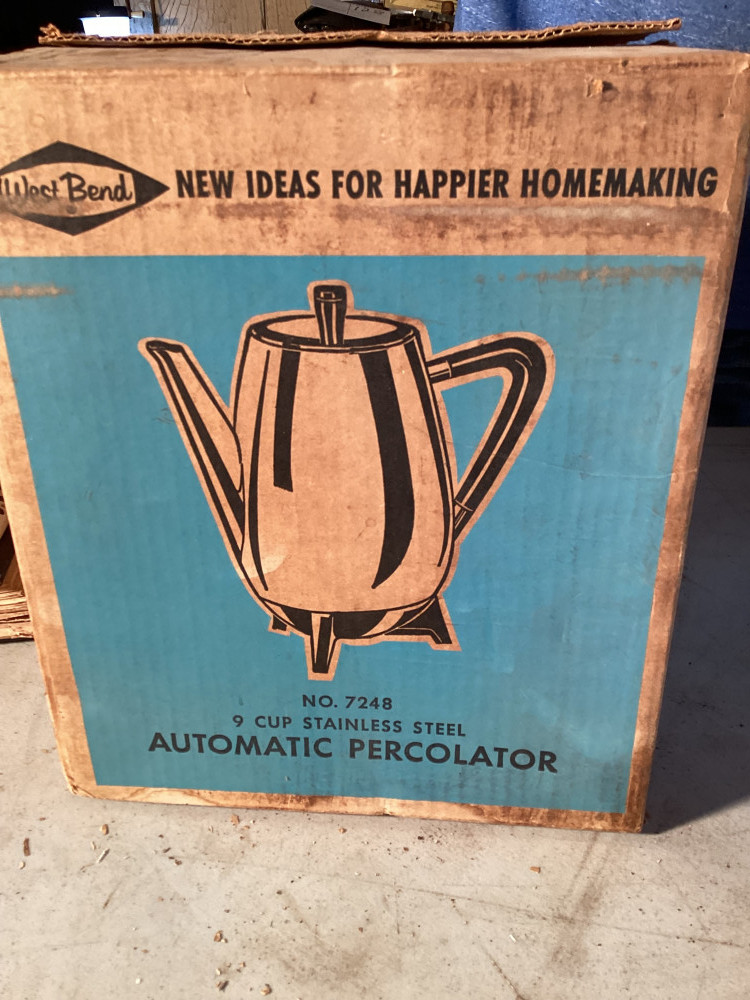 West Bend
NEW IDEAS FOR HAPPIER HOMEMAKING
NO. 7248
9 CUP STAINLESS STEEL
AUTOMATIC PERCOLATOR